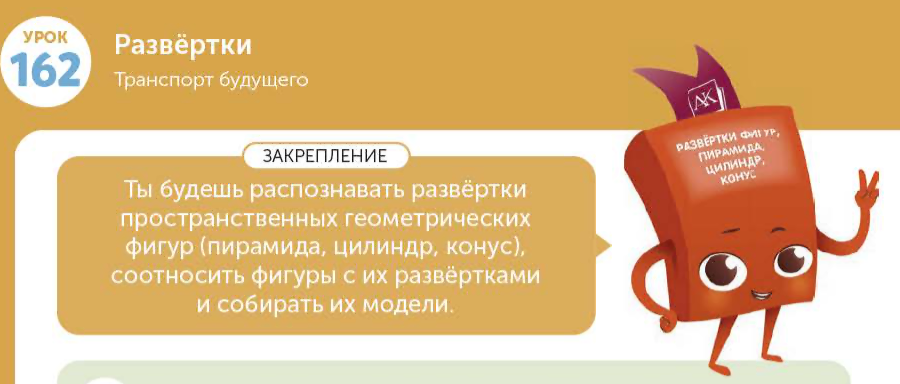 УРОК
162
Развёртки
Транспорт будущего
ЗАКРЕПЛЕНИЕ
Ты будешь распознавать развёртки
пространственных геометрических
фигур (пирамида, цилиндр, конус),
соотносить фигуры с их развёртками
и собирать их модели.
АК
РАЗВЁРТКИ ФИГУР,
ПИРАМИДА,
ЦИЛИНДР,
КОНУС